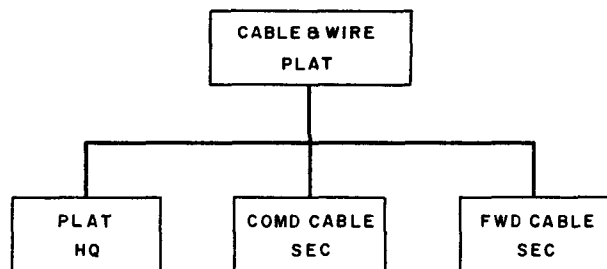 CABLE & WIRE
PLAT
PLAT
HQ
COMD CABLE
SEC
FWD CABLE
SEC